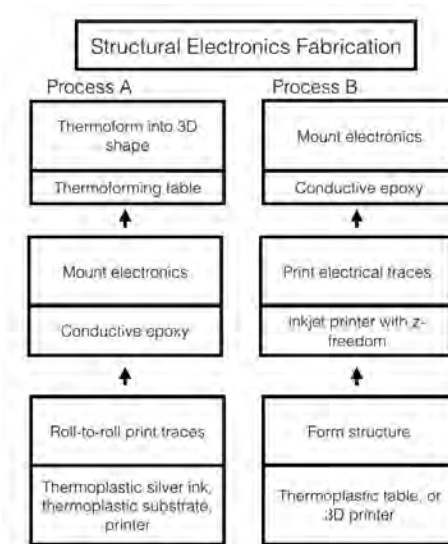 Structural Electronics Fabrication
Process A
Process B
Thermoform into 3D
shape
Thermoforming table
Mount electronics
Conductive epoxy
Mount electronics
Conductive epoxy
Print electrical traces
Inkjet printer with z-
freedom
Roll-to-roll print traces
Thermoplastic silver ink,
thermoplastic substrate,
printer
Form structure
Thermoplastic table, or
3D printer